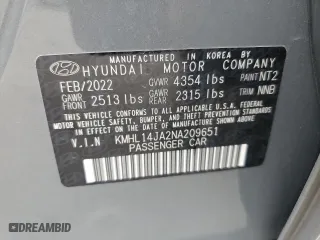 MANUFACTURED IN KOREA BY
HYUNDAI MOTOR COMPANY
FEB/2022 GVWR 4354 lbs PAINT NT2
GAWR FRONT 2513 lbs GAWR REAR 2315 lbs TRIM NNB
THIS VEHICLE CONFORMS TO ALL APPLICABLE
FEDERAL MOTOR VEHICLE SAFETY, BUMPER, AND THEFT
PREVENTION STANDARDS IN EFFECT ON THE DATE OF
MANUFACTURE SHOWN ABOVE.
V.I.N KMHL14JA2NA209651
PASSENGER CAR